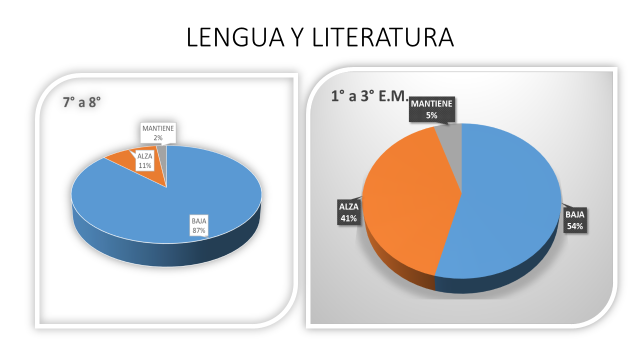 LENGUA Y LITERATURA
7° a 8°
MANTIENE
2%
ALZA
11%
BAJA
87%
1° a 3° E.M.
MANTIENE
5%
ALZA
41%
BAJA
54%